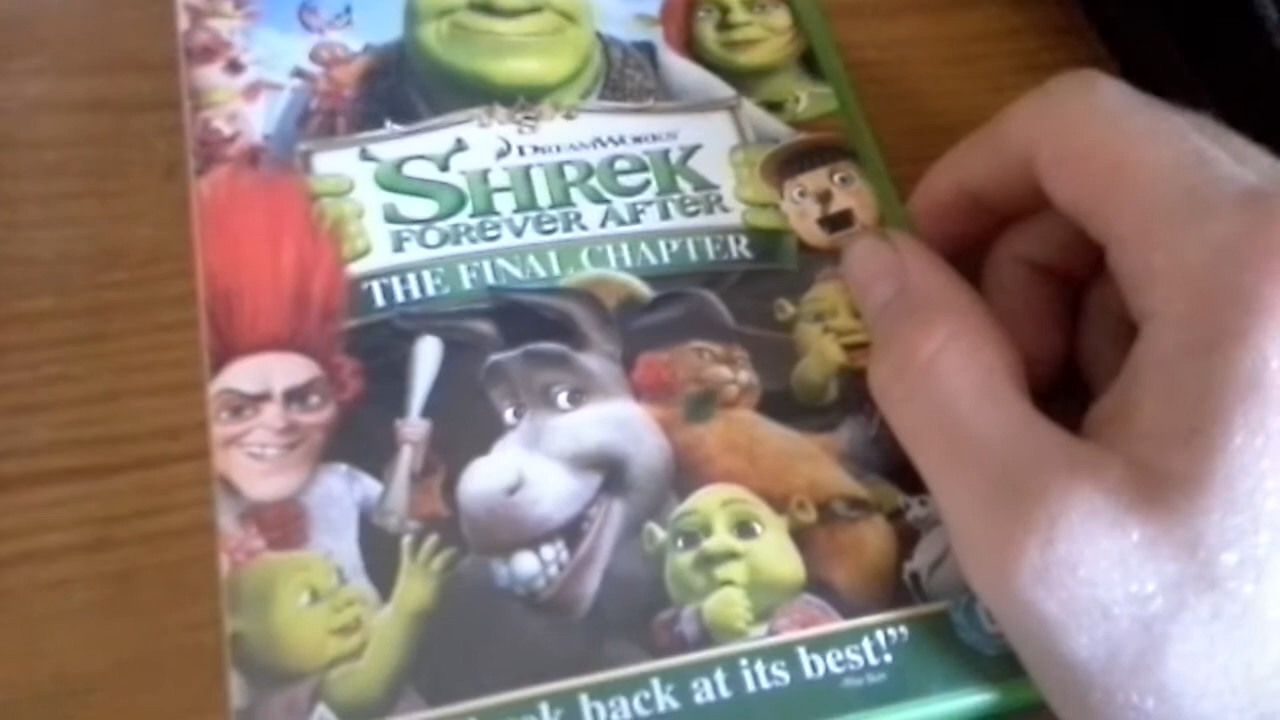 DREAMWORKS
SHREK
FOREVER AFTER
THE FINAL CHAPTER
back at its best!”